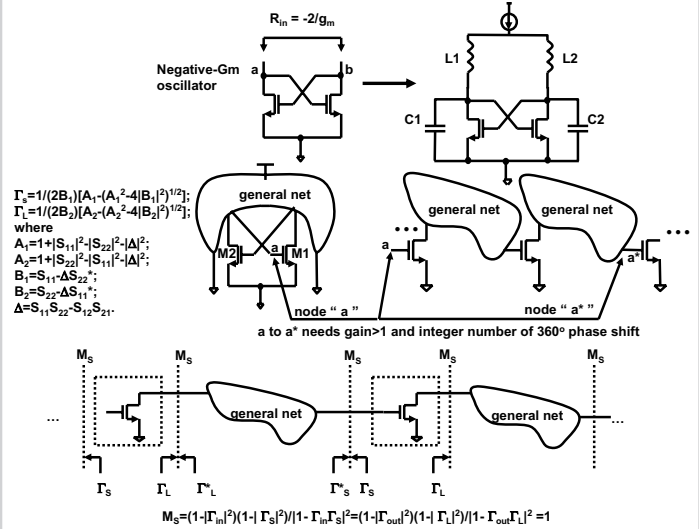 R_in = -2/g_m
a
b
Negative-Gm
oscillator
L1
L2
C1
C2
Γ_s=1/(2B_1)[A_1-(A_1^2-4|B_1|^2)^1/2];
Γ_L=1/(2B_2)[A_2-(A_2^2-4|B_2|^2)^1/2];
where
A_1=1+|S_11|^2-|S_22|^2-|Δ|^2;
A_2=1+|S_22|^2-|S_11|^2-|Δ|^2;
B_1=S_11-ΔS_22*;
B_2=S_22-ΔS_11*;
Δ=S_11S_22-S_12S_21.
general net
M2
a
M1
general net
general net
a
a*
node “ a ”
node “ a* ”
a to a* needs gain>1 and integer number of 360° phase shift
M_S
M_S
M_S
M_S
M_S
...
general net
general net
...
Γ_S
Γ_L
Γ*_L
Γ*_S
Γ_S
Γ_L
M_S=(1-|Γ_in|^2)(1-| Γ_S|^2)/|1- Γ_inΓ_S|^2=(1-|Γ_out|^2)(1-| Γ_L|^2)/|1- Γ_outΓ_L|^2 =1